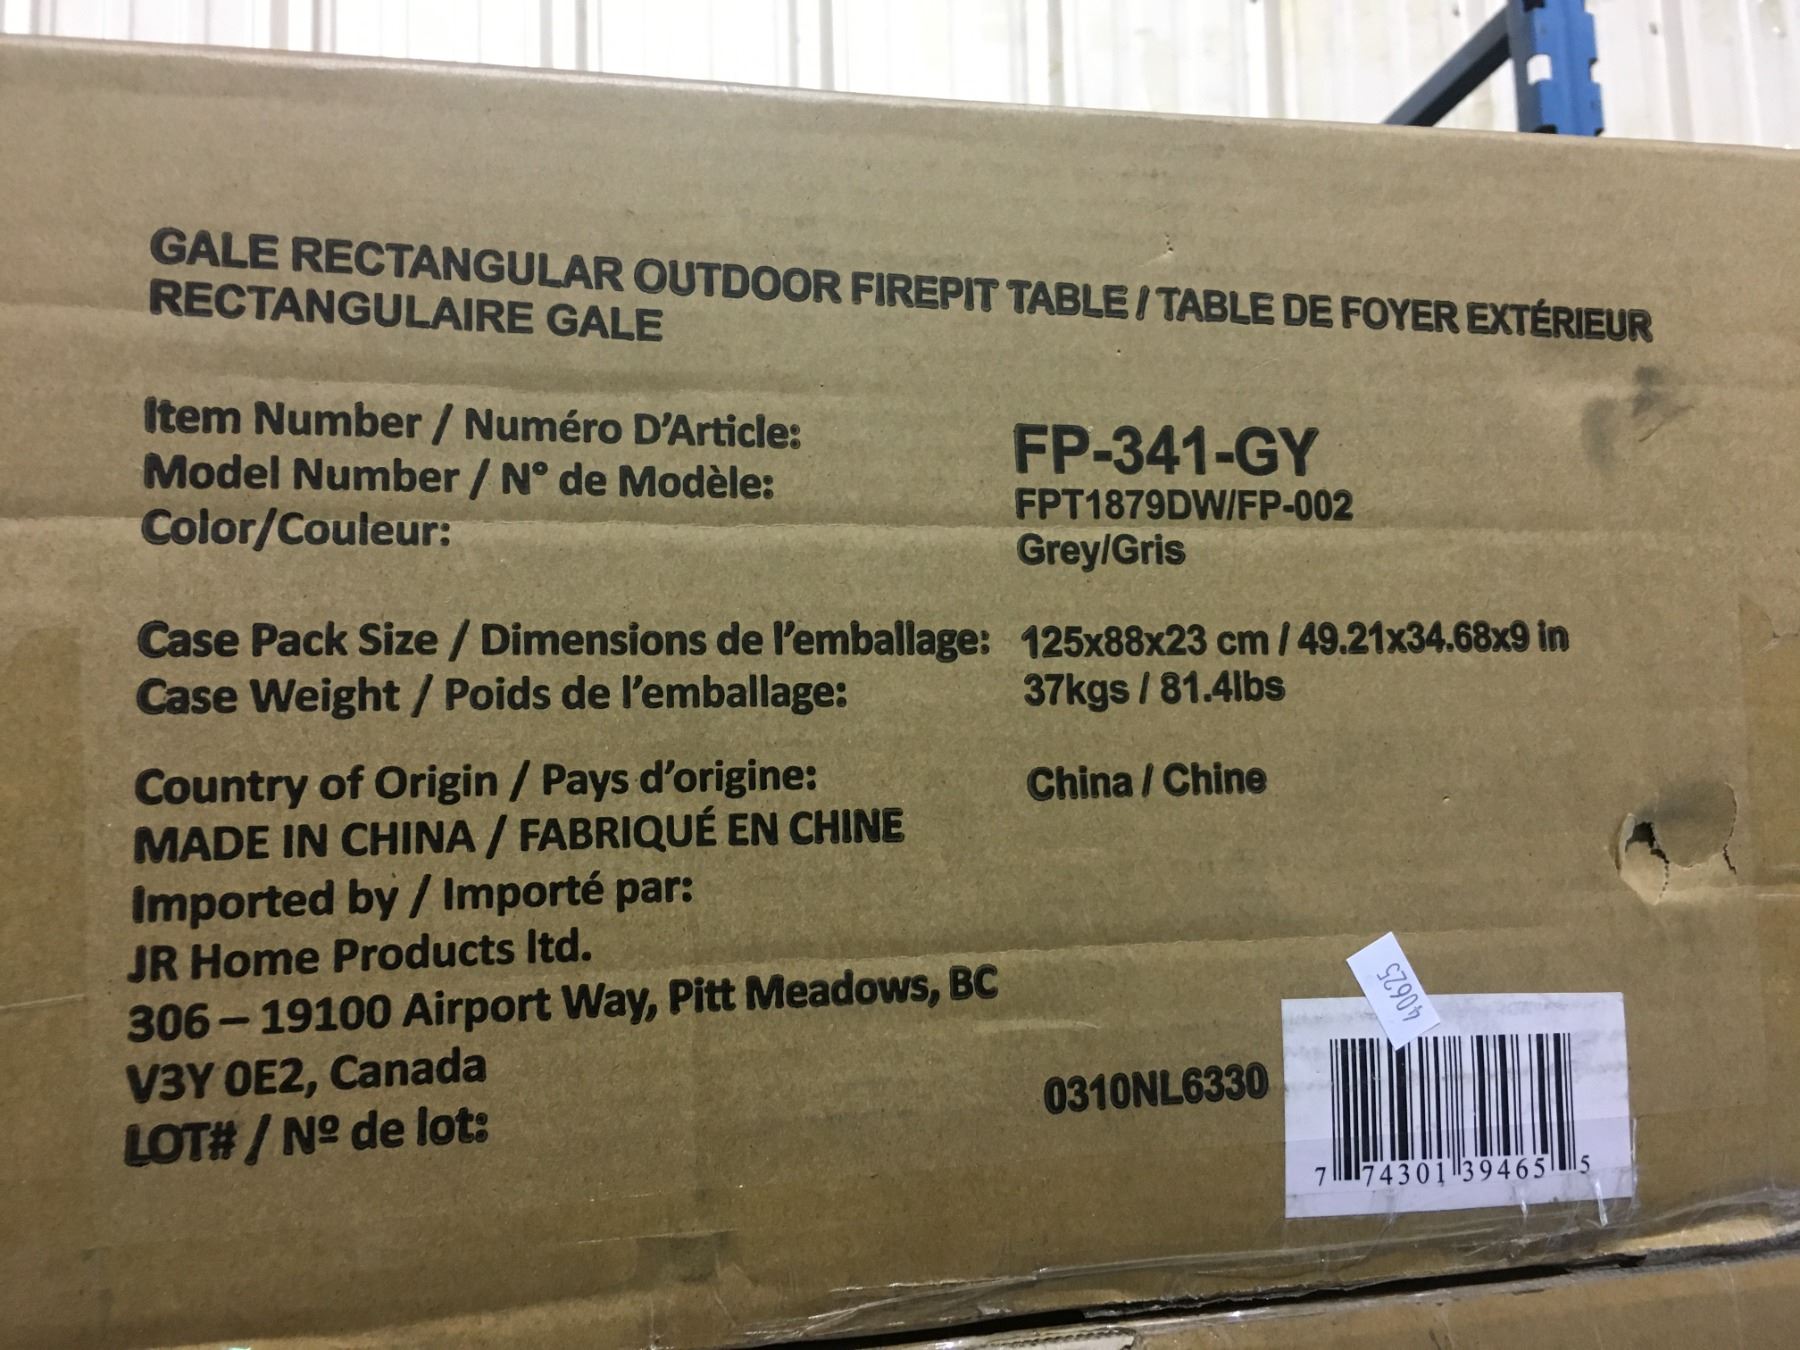 GALE RECTANGULAR OUTDOOR FIREPIT TABLE / TABLE DE FOYER EXTÉRIEUR
RECTANGULAIRE GALE
Item Number / Numéro D'Article: FP-341-GY
Model Number / N° de Modèle: FPT1879DW/FP-002
Color/Couleur: Grey/Gris
Case Pack Size / Dimensions de l'emballage: 125x88x23 cm / 49.21x34.68x9 in
Case Weight / Poids de l'emballage: 37kgs / 81.4lbs
Country of Origin / Pays d'origine: China / Chine
MADE IN CHINA / FABRIQUÉ EN CHINE
Imported by / Importé par:
JR Home Products ltd.
306 – 19100 Airport Way, Pitt Meadows, BC
V3Y 0E2, Canada
LOT# / Nº de lot: 0310NL6330
40625
7 74301 39465 5